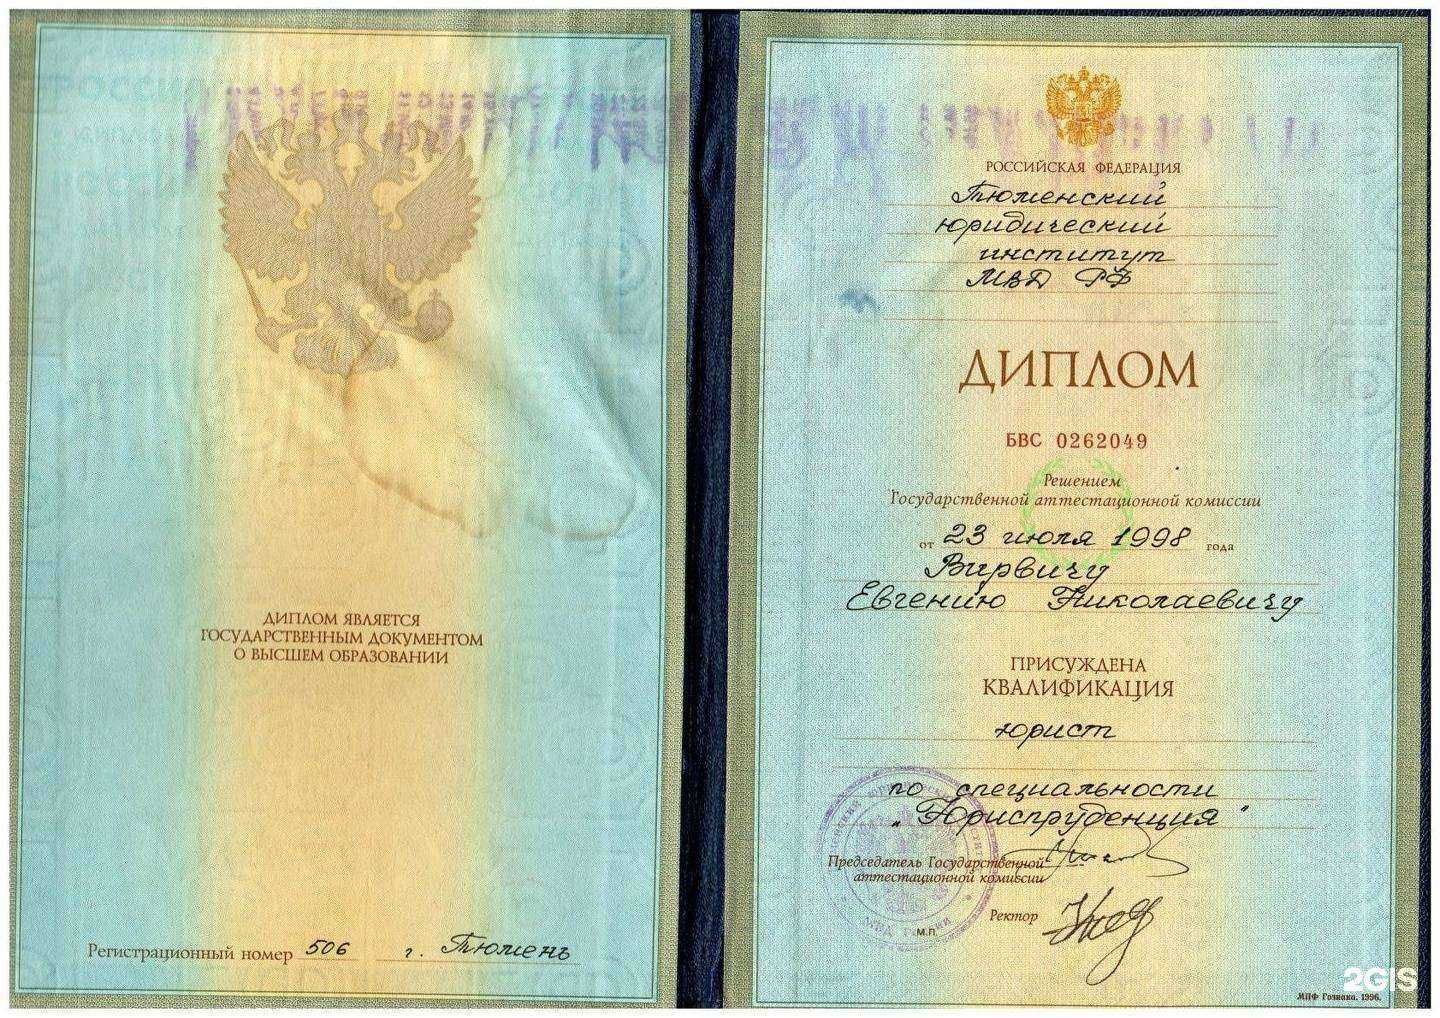 ДИПЛОМ ЯВЛЯЕТСЯ
ГОСУДАРСТВЕННЫМ ДОКУМЕНТОМ
О ВЫСШЕМ ОБРАЗОВАНИИ
Регистрационный номер 506 г. Тюмень
РОССИЙСКАЯ ФЕДЕРАЦИЯ
Тюменский
юридический
институт
МВД РФ
ДИПЛОМ
БВС 0262049
Решением
Государственной аттестационной комиссии
от 23 июля 1998 года
Вирвичу
Евгению Николаевичу
ПРИСУЖДЕНА
КВАЛИФИКАЦИЯ
юрист
по специальности
"Юриспруденция"
Председатель Государственной
аттестационной комиссии
Ректор
М.П.
МПФ Гознака. 1996.
2GIS